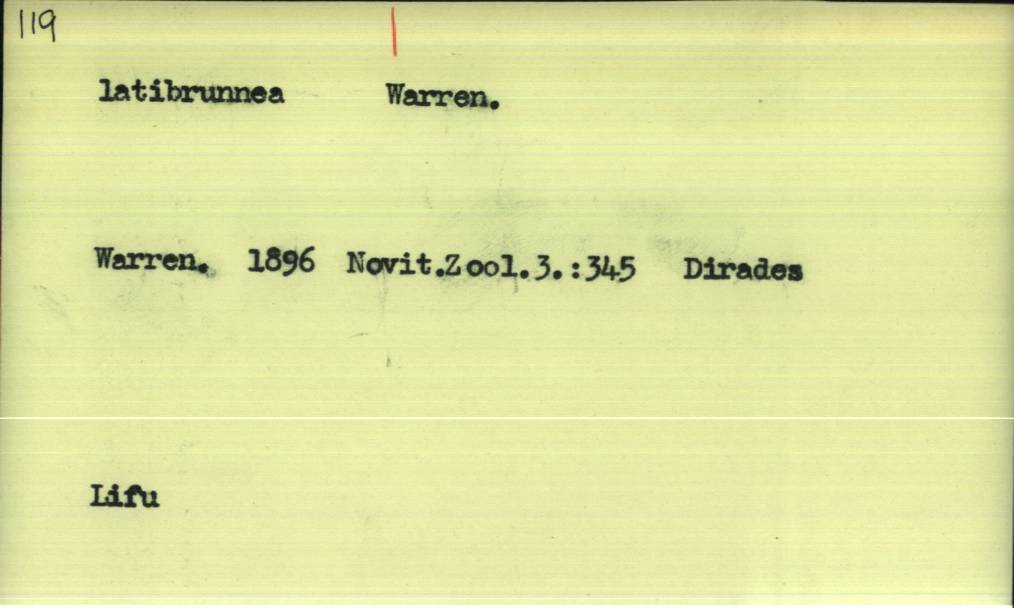 119
latibrunnea Warren.
Warren. 1896 Novit.Zool.3.:345 Dirades
Lifu